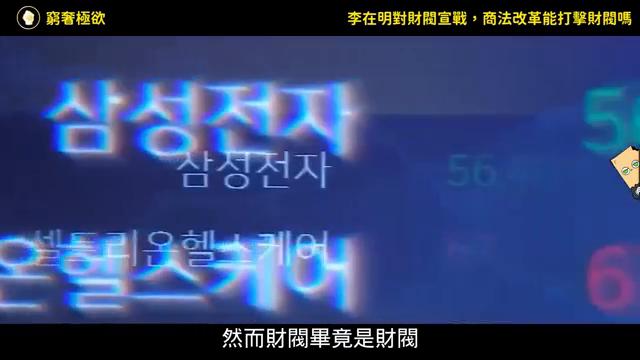 窮奢極欲
李在明對財閥宣戰，商法改革能打擊財閥嗎
삼성전자
삼성전자
56.
셀트리온헬스케어
온헬스케어
然而財閥畢竟是財閥